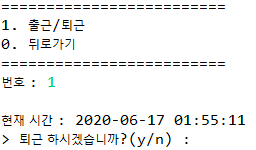 =========================
1. 출근/퇴근
0. 뒤로가기
=========================
번호 : 1
현재 시간 : 2020-06-17 01:55:11
> 퇴근 하시겠습니까?(y/n) :